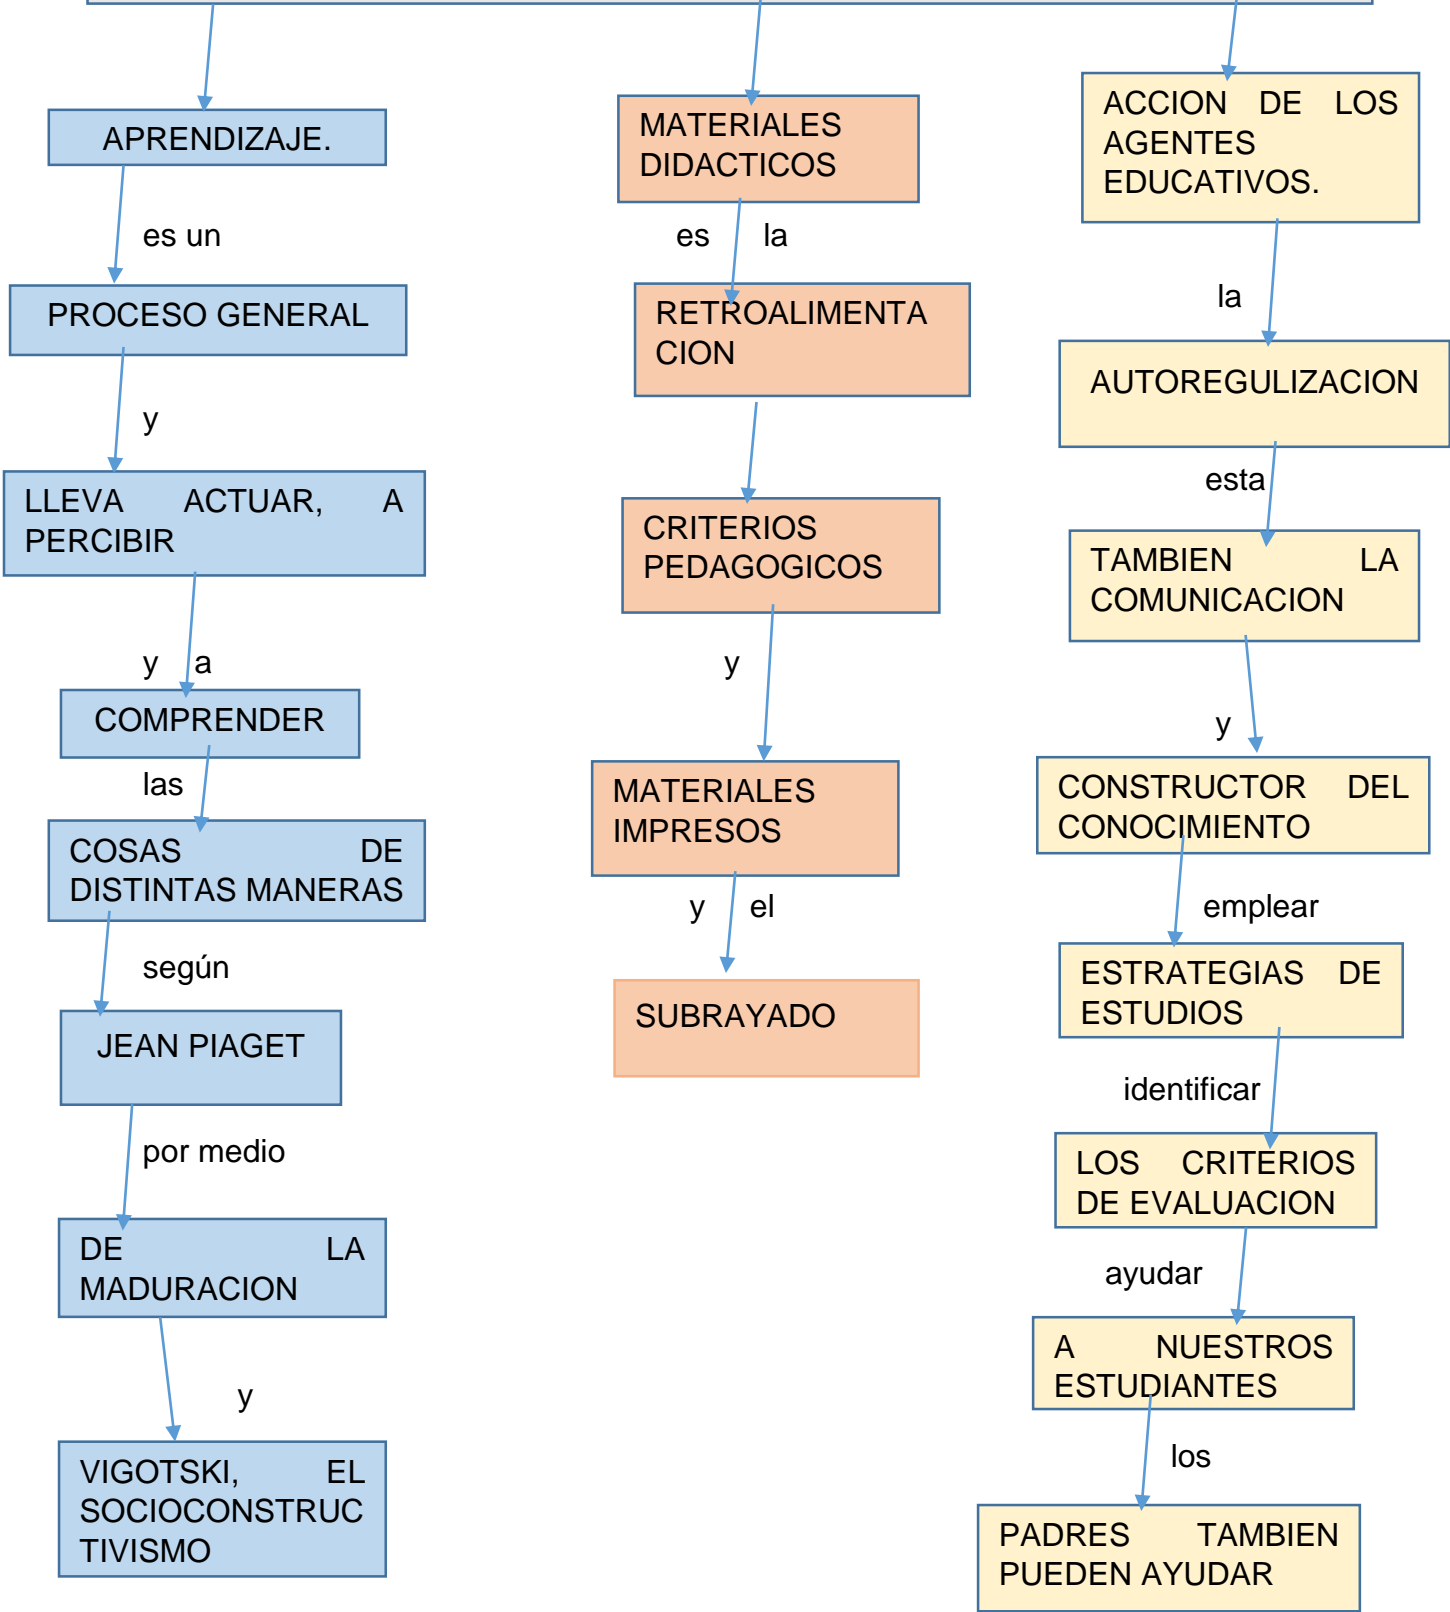 APRENDIZAJE.
es un
PROCESO GENERAL
y
LLEVA ACTUAR, A
PERCIBIR
y a
COMPRENDER
las
COSAS DE
DISTINTAS MANERAS
según
JEAN PIAGET
por medio
DE LA
MADURACION
y
VIGOTSKI, EL
SOCIOCONSTRUC
TIVISMO
MATERIALES
DIDACTICOS
es la
RETROALIMENTA
CION
CRITERIOS
PEDAGOGICOS
y
MATERIALES
IMPRESOS
y el
SUBRAYADO
ACCION DE LOS
AGENTES
EDUCATIVOS.
la
AUTOREGULIZACION
esta
TAMBIEN LA
COMUNICACION
y
CONSTRUCTOR DEL
CONOCIMIENTO
emplear
ESTRATEGIAS DE
ESTUDIOS
identificar
LOS CRITERIOS
DE EVALUACION
ayudar
A NUESTROS
ESTUDIANTES
los
PADRES TAMBIEN
PUEDEN AYUDAR